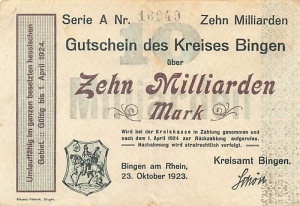 Serie A Nr. 16949 Zehn Milliarden
Gutschein des Kreises Bingen
über
Zehn Milliarden
Mark
Wird bei der Kreiskasse in Zahlung genommen und
nach dem 1. April 1924 zur Rückzahlung aufgerufen.
Nachahmung wird strafrechtlich verfolgt.
Bingen am Rhein,
23. Oktober 1923.
Kreisamt Bingen.
Umlauffähig im ganzen besetzten hessischen
Gebiet. - Gültig bis 1. April 1924.